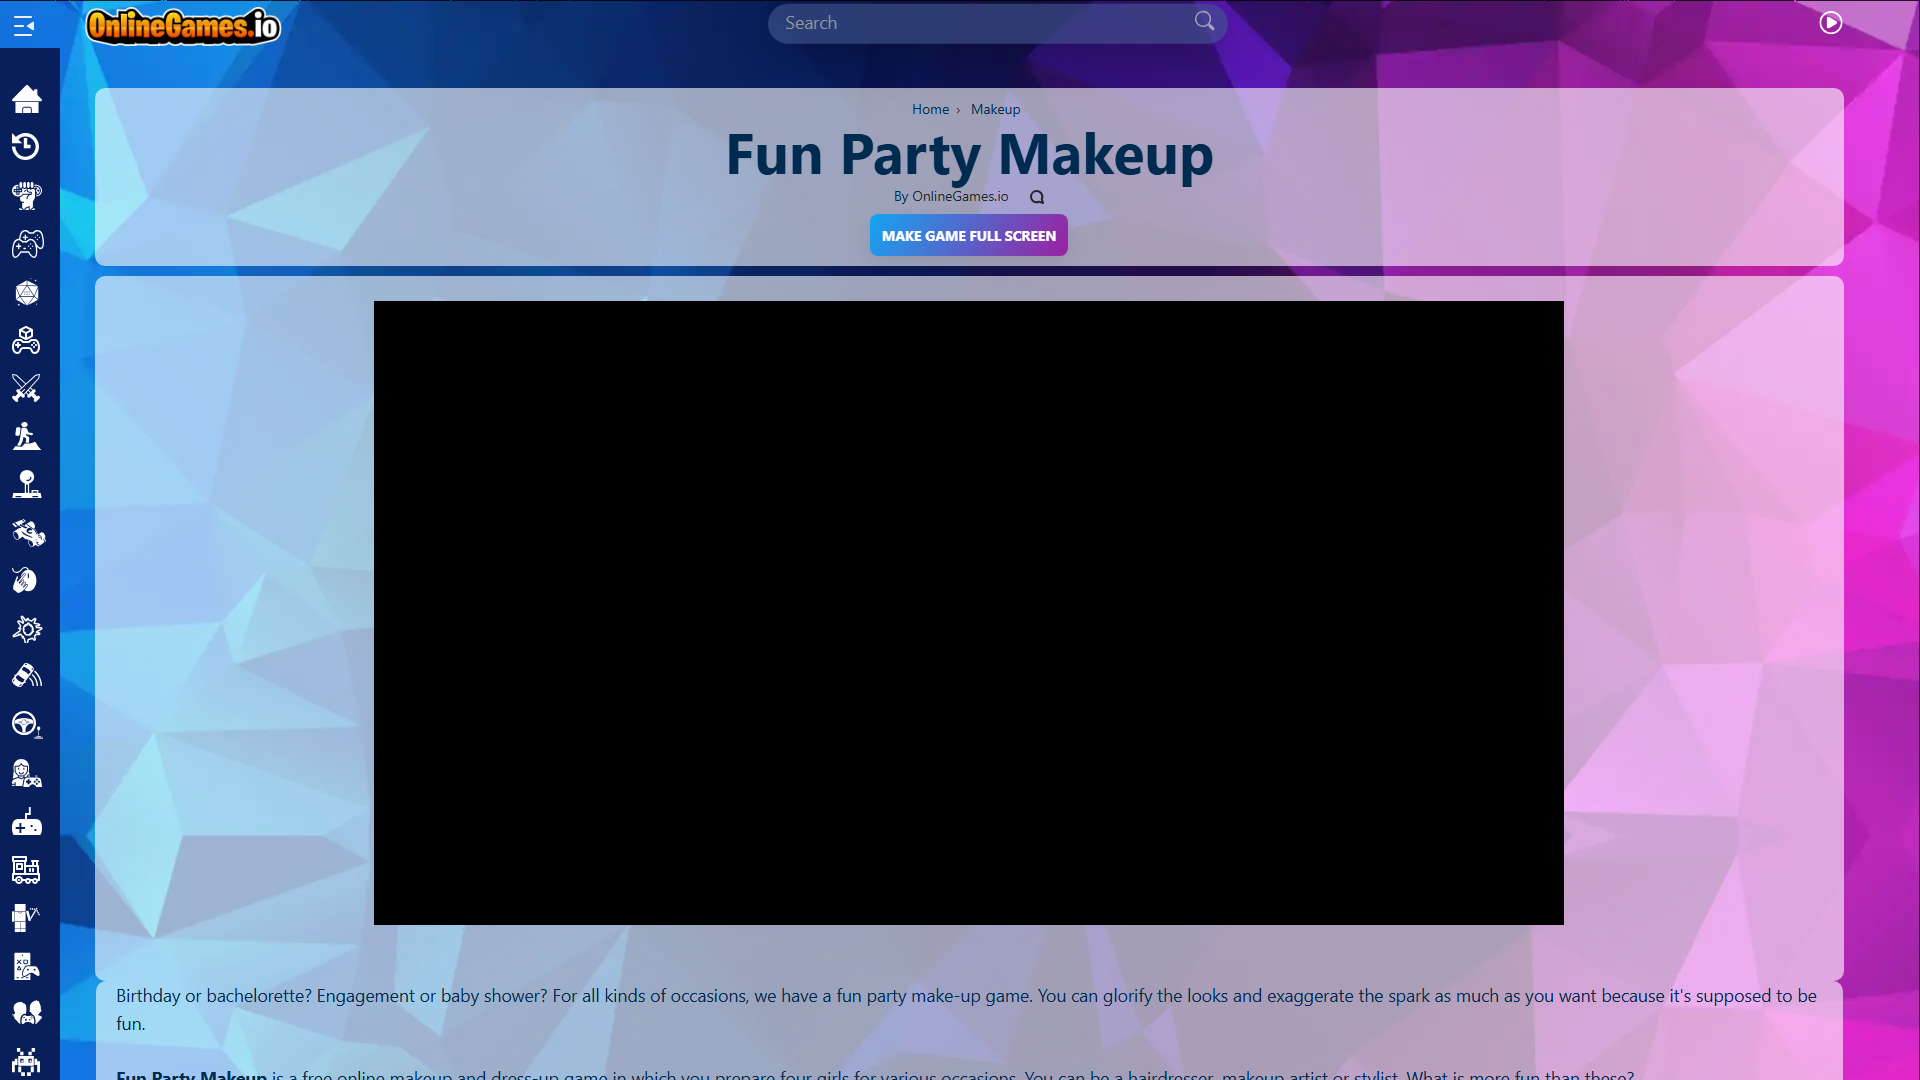 OnlineGames.io
Search
Home › Makeup
Fun Party Makeup
By OnlineGames.io
MAKE GAME FULL SCREEN
Birthday or bachelorette? Engagement or baby shower? For all kinds of occasions, we have a fun party make-up game. You can glorify the looks and exaggerate the spark as much as you want because it's supposed to be
fun.
Fun Party Makeup is a free online makeup and dress-up game in which you prepare four girls for various occasions. You can be a hairdresser, makeup artist or stylist. What is more fun than these?